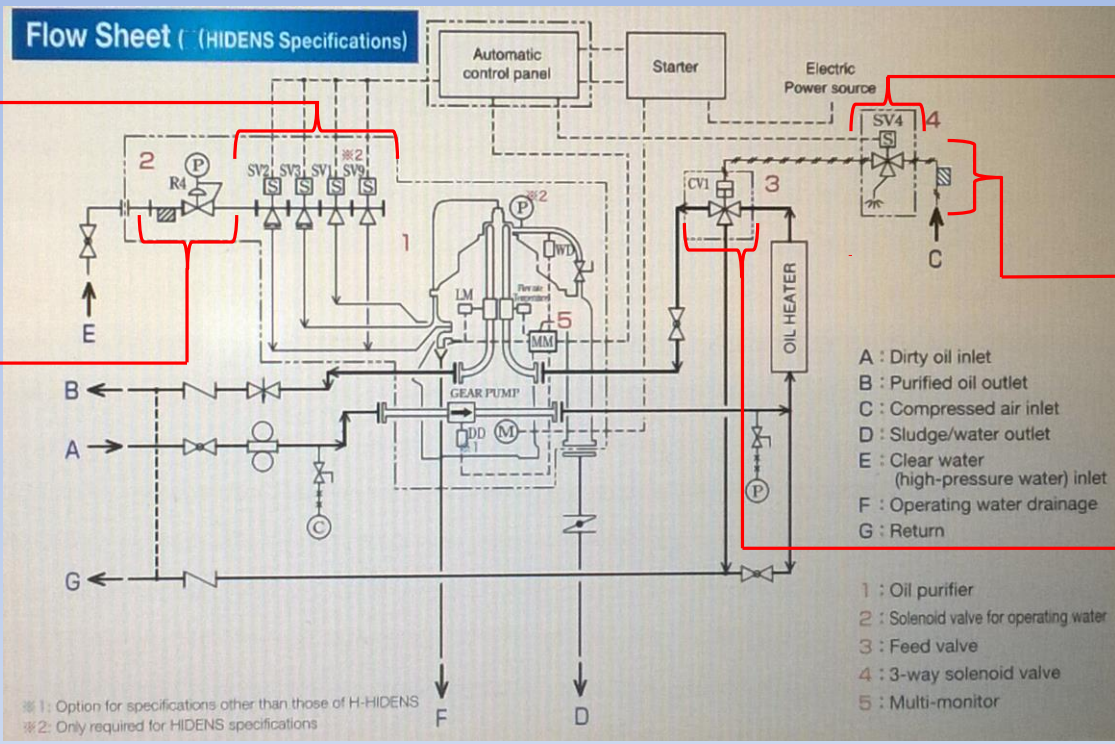 Flow Sheet ( (HIDENS Specifications)
Automatic
control panel
Starter
Electric
Power source
SV4
4
S
2
P
R4
※2
SV2
SV3
SV1
SV9
S
S
S
S
CV1
3
C
1
P
※2
WD
LM
5
MM
E
OIL HEATER
B
GEAR PUMP
A
DD
M
※1
P
C
G
F
D
A : Dirty oil inlet
B : Purified oil outlet
C : Compressed air inlet
D : Sludge/water outlet
E : Clear water
(high-pressure water) inlet
F : Operating water drainage
G : Return
1 : Oil purifier
2 : Solenoid valve for operating water
3 : Feed valve
4 : 3-way solenoid valve
5 : Multi-monitor
※1: Option for specifications other than those of H-HIDENS
※2: Only required for HIDENS specifications